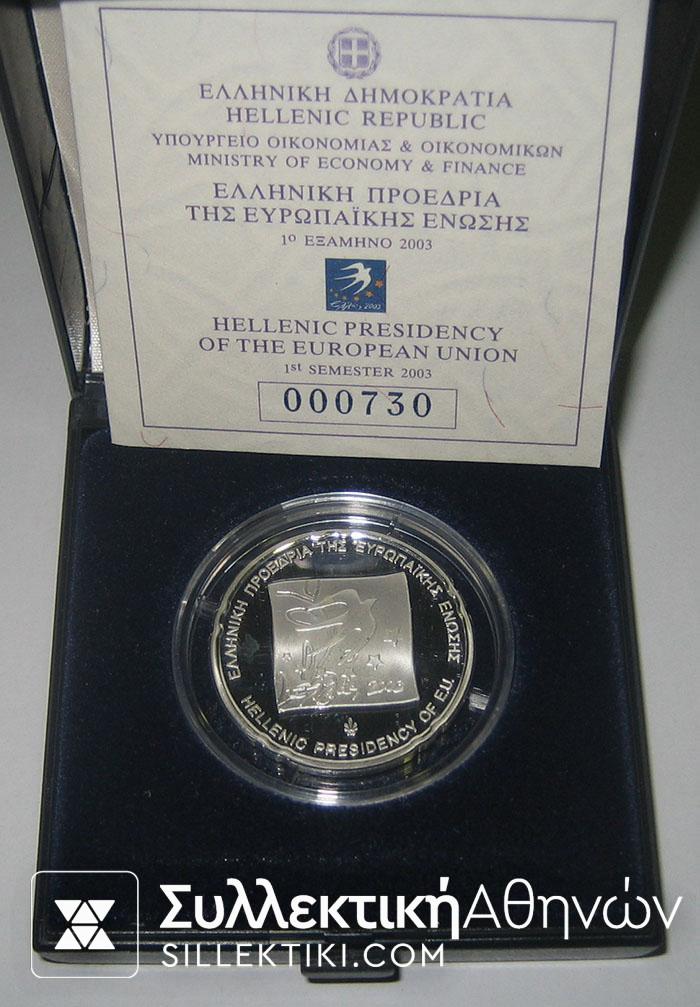 ΕΛΛΗΝΙΚΗ ΔΗΜΟΚΡΑΤΙΑ
HELLENIC REPUBLIC
ΥΠΟΥΡΓΕΙΟ ΟΙΚΟΝΟΜΙΑΣ & ΟΙΚΟΝΟΜΙΚΩΝ
MINISTRY OF ECONOMY & FINANCE
ΕΛΛΗΝΙΚΗ ΠΡΟΕΔΡΙΑ
ΤΗΣ ΕΥΡΩΠΑΪΚΗΣ ΕΝΩΣΗΣ
1ο ΕΞΑΜΗΝΟ 2003
2003
HELLENIC PRESIDENCY
OF THE EUROPEAN UNION
1st SEMESTER 2003
000730
ΕΛΛΗΝΙΚΗ ΠΡΟΕΔΡΙΑ ΤΗΣ ΕΥΡΩΠΑΪΚΗΣ ΕΝΩΣΗΣ
2003
HELLENIC PRESIDENCY OF E.U.
ΣυλλεκτικήΑθηνών
SILLEKTIKI.COM